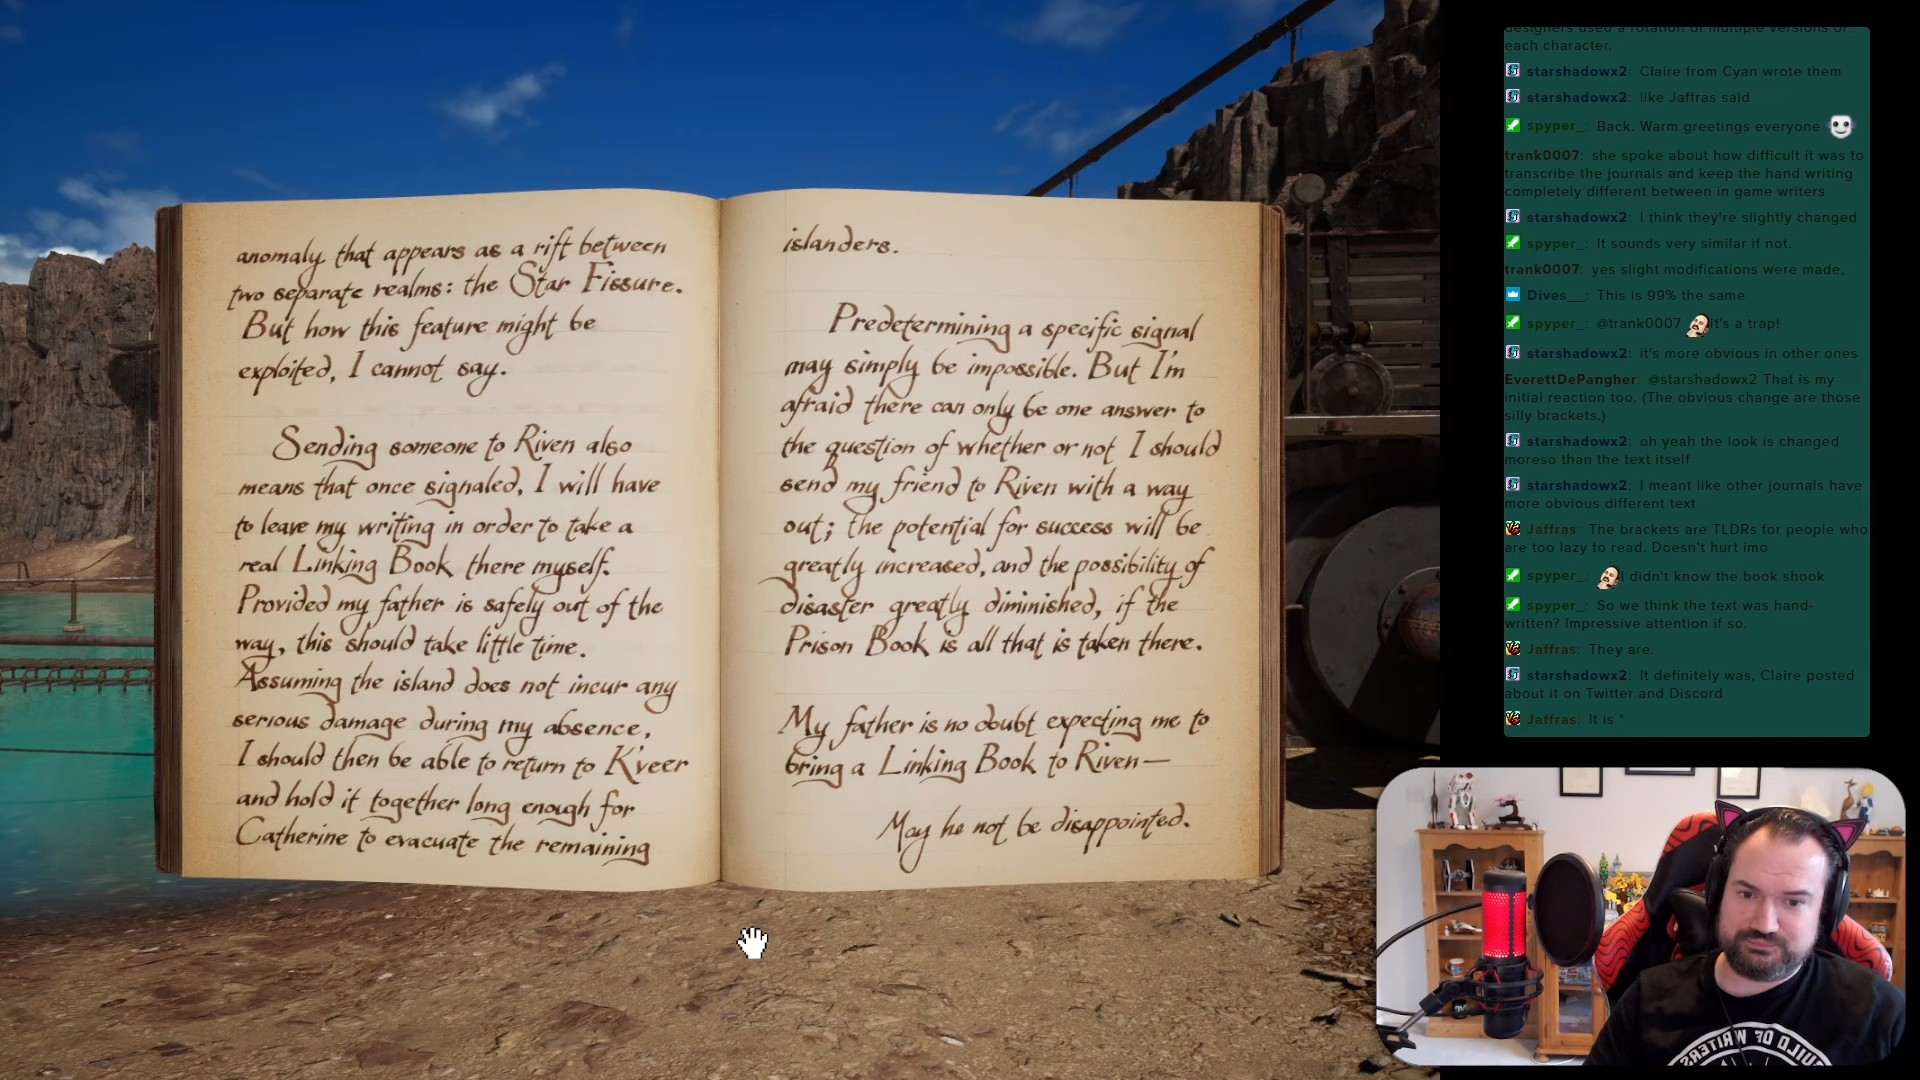 anomaly that appears as a rift between
two separate realms: the Star Fissure.
But how this feature might be
exploited, I cannot say.
Sending someone to Riven also
means that once signaled, I will have
to leave my writing in order to take a
real Linking Book there myself.
Provided my father is safely out of the
way, this should take little time.
Assuming the island does not incur any
serious damage during my absence,
I should then be able to return to K'veer
and hold it together long enough for
Catherine to evacuate the remaining
islanders.
Predetermining a specific signal
may simply be impossible. But I'm
afraid there can only be one answer to
the question of whether or not I should
send my friend to Riven with a way
out; the potential for success will be
greatly increased, and the possibility of
disaster greatly diminished, if the
Prison Book is all that is taken there.
My father is no doubt expecting me to
bring a Linking Book to Riven—
May he not be disappointed.
designers used a rotation of multiple versions of
each character.
starshadowx2: Claire from Cyan wrote them
starshadowx2: like Jaffras said
spyper_: Back. Warm greetings everyone
trank0007: she spoke about how difficult it was to
transcribe the journals and keep the hand writing
completely different between in game writers
starshadowx2: I think they're slightly changed
spyper_: It sounds very similar if not.
trank0007: yes slight modifications were made,
Dives__: This is 99% the same
spyper_: @trank0007 it's a trap!
starshadowx2: it's more obvious in other ones
EverettDePangher: @starshadowx2 That is my
initial reaction too. (The obvious change are those
silly brackets.)
starshadowx2: oh yeah the look is changed
moreso than the text itself
starshadowx2: I meant like other journals have
more obvious different text
Jaffras: The brackets are TLDRs for people who
are too lazy to read. Doesn't hurt imo
spyper_: I didn't know the book shook
spyper_: So we think the text was hand-
written? Impressive attention if so.
Jaffras: They are.
starshadowx2: It definitely was, Claire posted
about it on Twitter and Discord
Jaffras: It is *
GUILD OF WRITERS